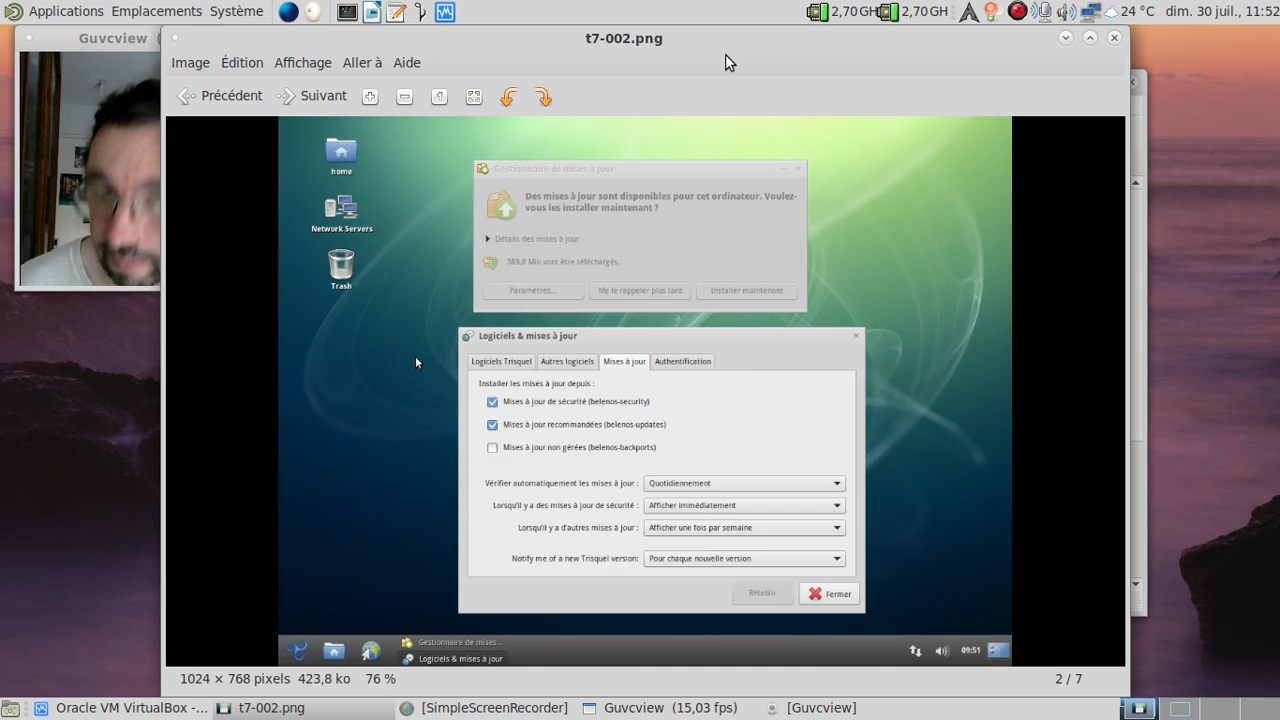 Applications Emplacements Système 2,70 GH 2,70 GH 24 °C dim. 30 juil., 11:52
Guvcview (
t7-002.png
Image Édition Affichage Aller à Aide
Précédent Suivant
home
Network Servers
Trash
Gestionnaire de mises à jour
Des mises à jour sont disponibles pour cet ordinateur. Voulez-
vous les installer maintenant ?
Détails des mises à jour
389,8 Mio vont être téléchargés.
Paramètres... Me le rappeler plus tard Installer maintenant
Logiciels & mises à jour
Logiciels Trisquel Autres logiciels Mises à jour Authentification
Installer les mises à jour depuis :
Mises à jour de sécurité (belenos-security)
Mises à jour recommandées (belenos-updates)
Mises à jour non gérées (belenos-backports)
Vérifier automatiquement les mises à jour : Quotidiennement
Lorsqu'il y a des mises à jour de sécurité : Afficher immédiatement
Lorsqu'il y a d'autres mises à jour : Afficher une fois par semaine
Notify me of a new Trisquel version: Pour chaque nouvelle version
Rétablir Fermer
Gestionnaire de mises...
Logiciels & mises à jour
09:51
1024 × 768 pixels 423,8 ko 76 % 2 / 7
Oracle VM VirtualBox -... t7-002.png [SimpleScreenRecorder] Guvcview (15,03 fps) [Guvcview]